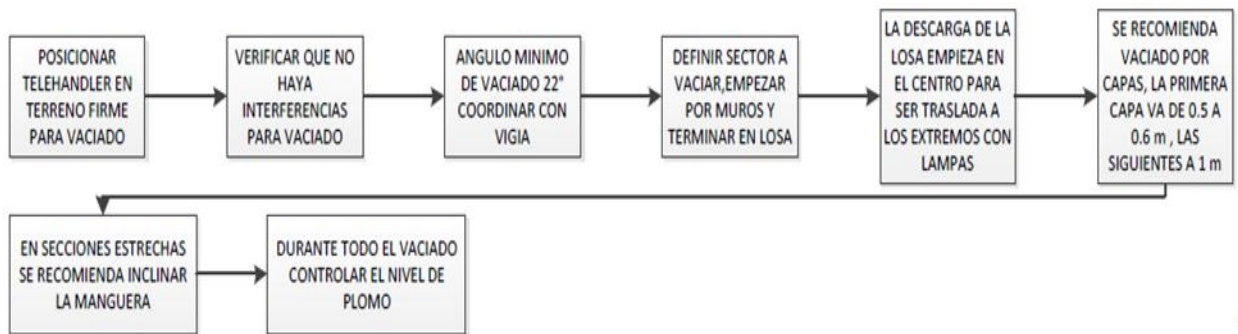 POSICIONAR
TELEHANDLER EN
TERRENO FIRME
PARA VACIADO
VERIFICAR QUE NO
HAYA
INTERFERENCIAS
PARA VACIADO
ANGULO MINIMO
DE VACIADO 22°
COORDINAR CON
VIGIA
DEFINIR SECTOR A
VACIAR,EMPEZAR
POR MUROS Y
TERMINAR EN LOSA
LA DESCARGA DE LA
LOSA EMPIEZA EN
EL CENTRO PARA
SER TRASLADA A
LOS EXTREMOS CON
LAMPAS
SE RECOMIENDA
VACIADO POR
CAPAS, LA PRIMERA
CAPA VA DE 0.5 A
0.6 m , LAS
SIGUIENTES A 1 m
EN SECCIONES ESTRECHAS
SE RECOMIENDA INCLINAR
LA MANGUERA
DURANTE TODO EL VACIADO
CONTROLAR EL NIVEL DE
PLOMO